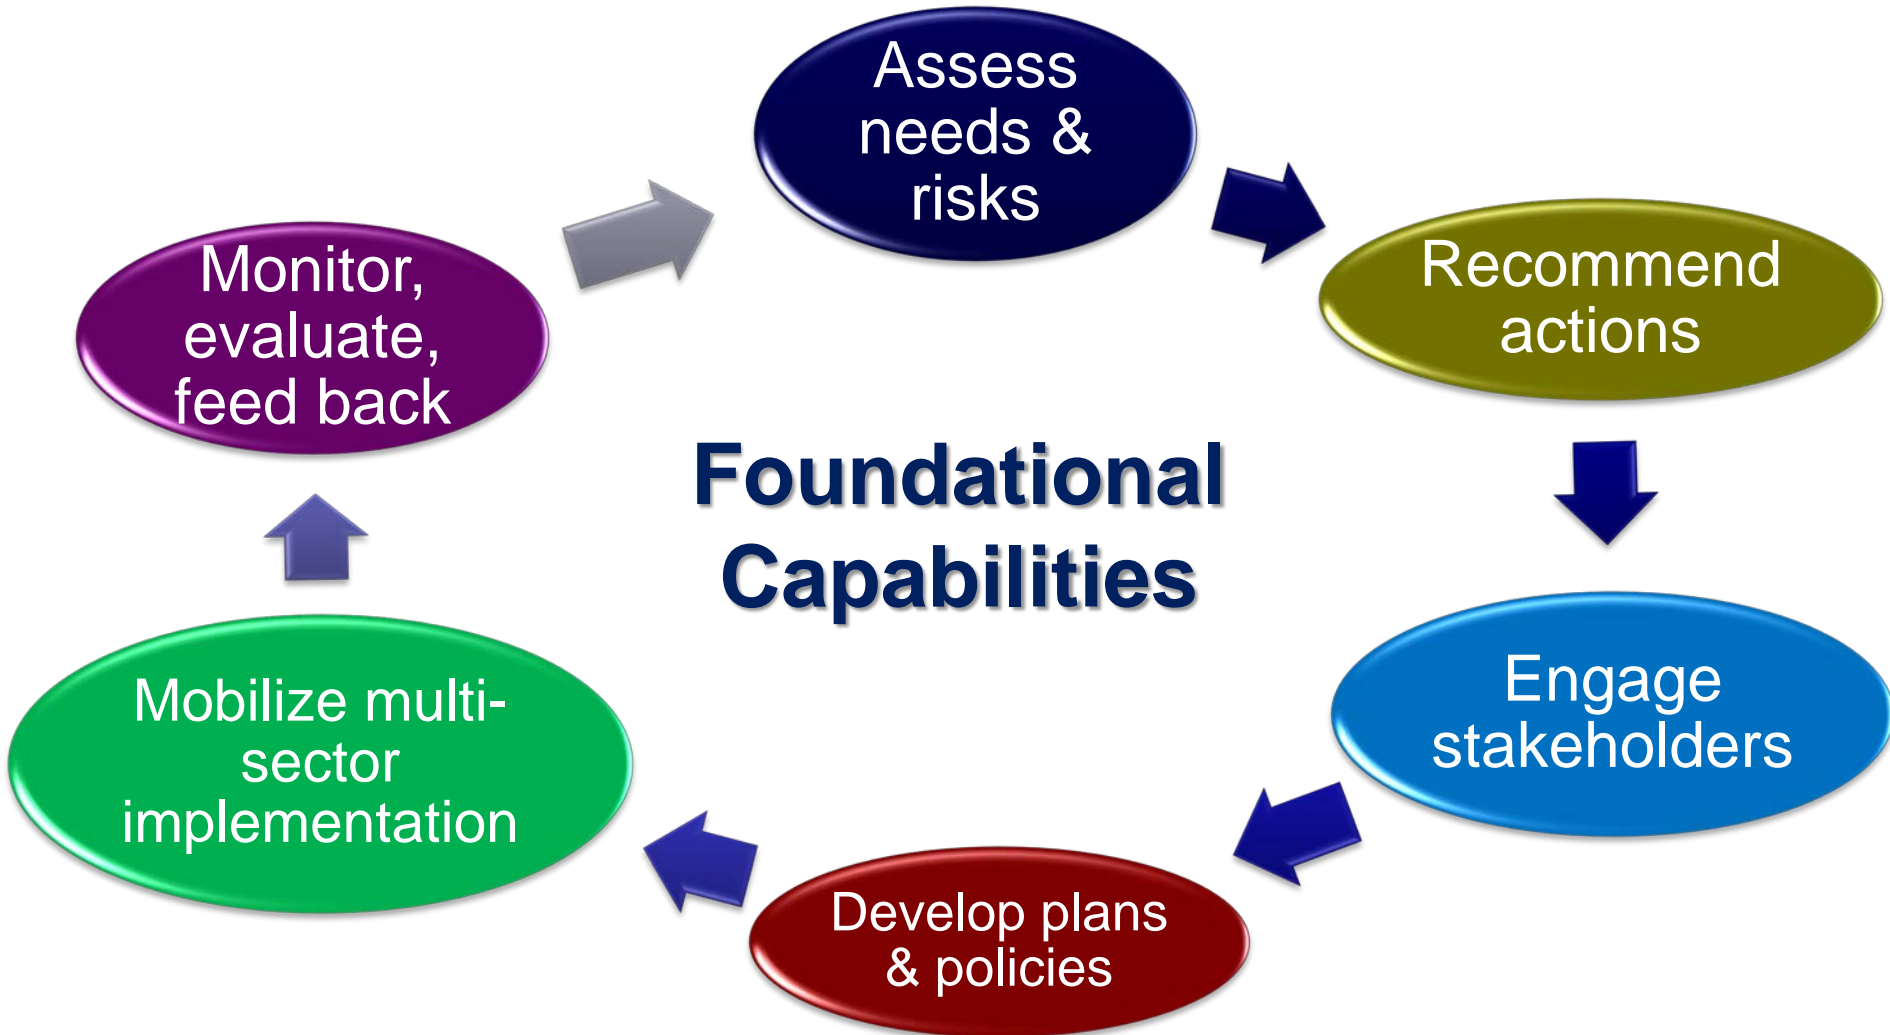 Assess
needs &
risks
Recommend
actions
Engage
stakeholders
Develop plans
& policies
Mobilize multi-
sector
implementation
Monitor,
evaluate,
feed back
Foundational
Capabilities